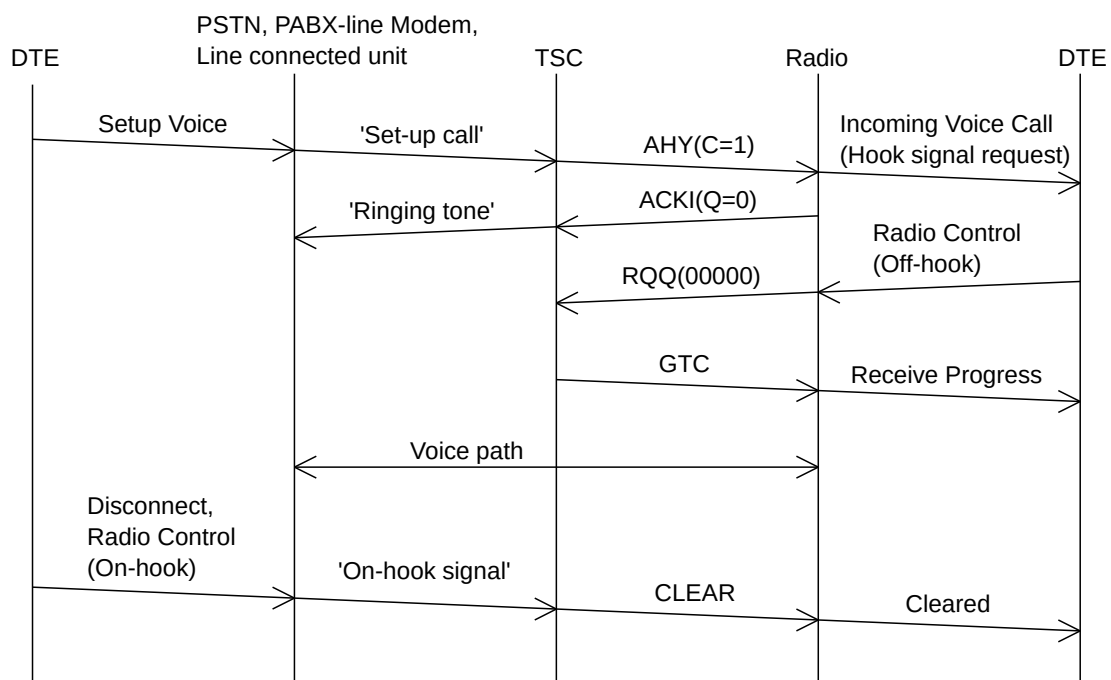 PSTN, PABX-line Modem,
DTE
Line connected unit
TSC
Radio
DTE
Setup Voice
'Set-up call'
AHY(C=1)
Incoming Voice Call
(Hook signal request)
'Ringing tone'
ACKI(Q=0)
Radio Control
(Off-hook)
RQQ(00000)
GTC
Receive Progress
Voice path
Disconnect,
Radio Control
(On-hook)
'On-hook signal'
CLEAR
Cleared